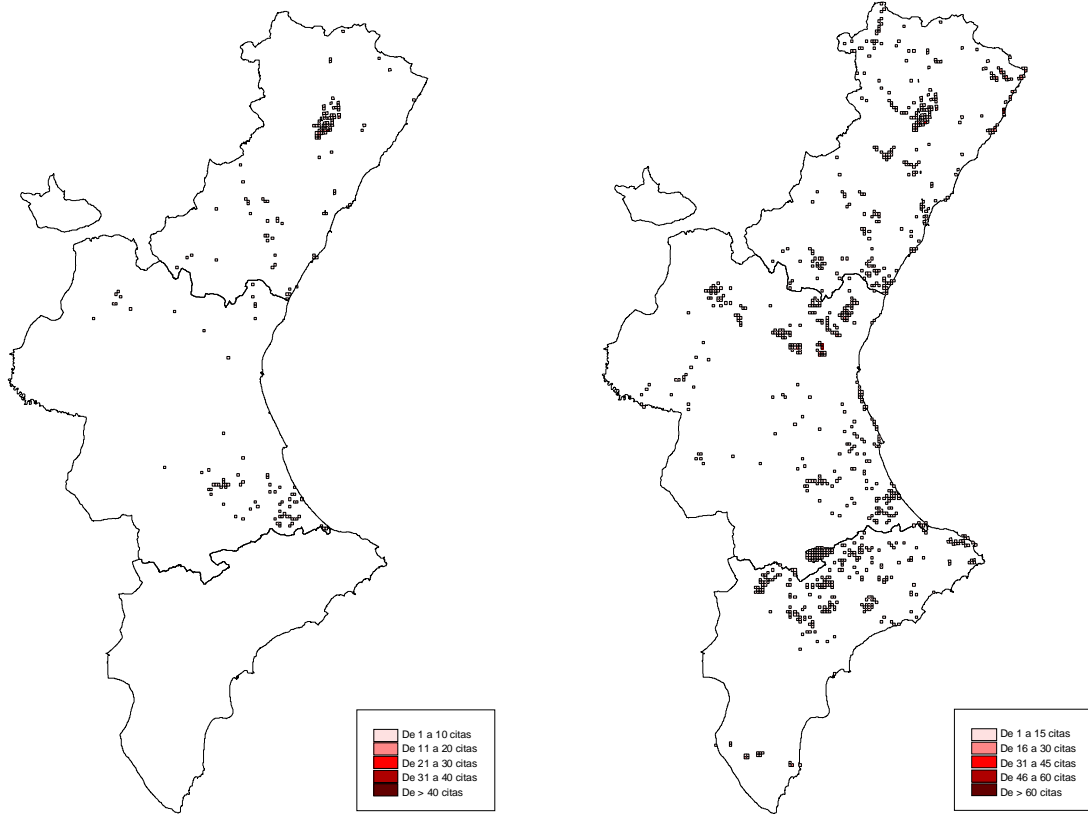 De 1 a 10 citas
De 11 a 20 citas
De 21 a 30 citas
De 31 a 40 citas
De > 40 citas
De 1 a 15 citas
De 16 a 30 citas
De 31 a 45 citas
De 46 a 60 citas
De > 60 citas